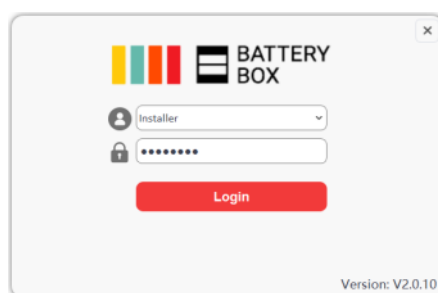 BATTERY
BOX
Installer
••••••••
Login
Version: V2.0.10